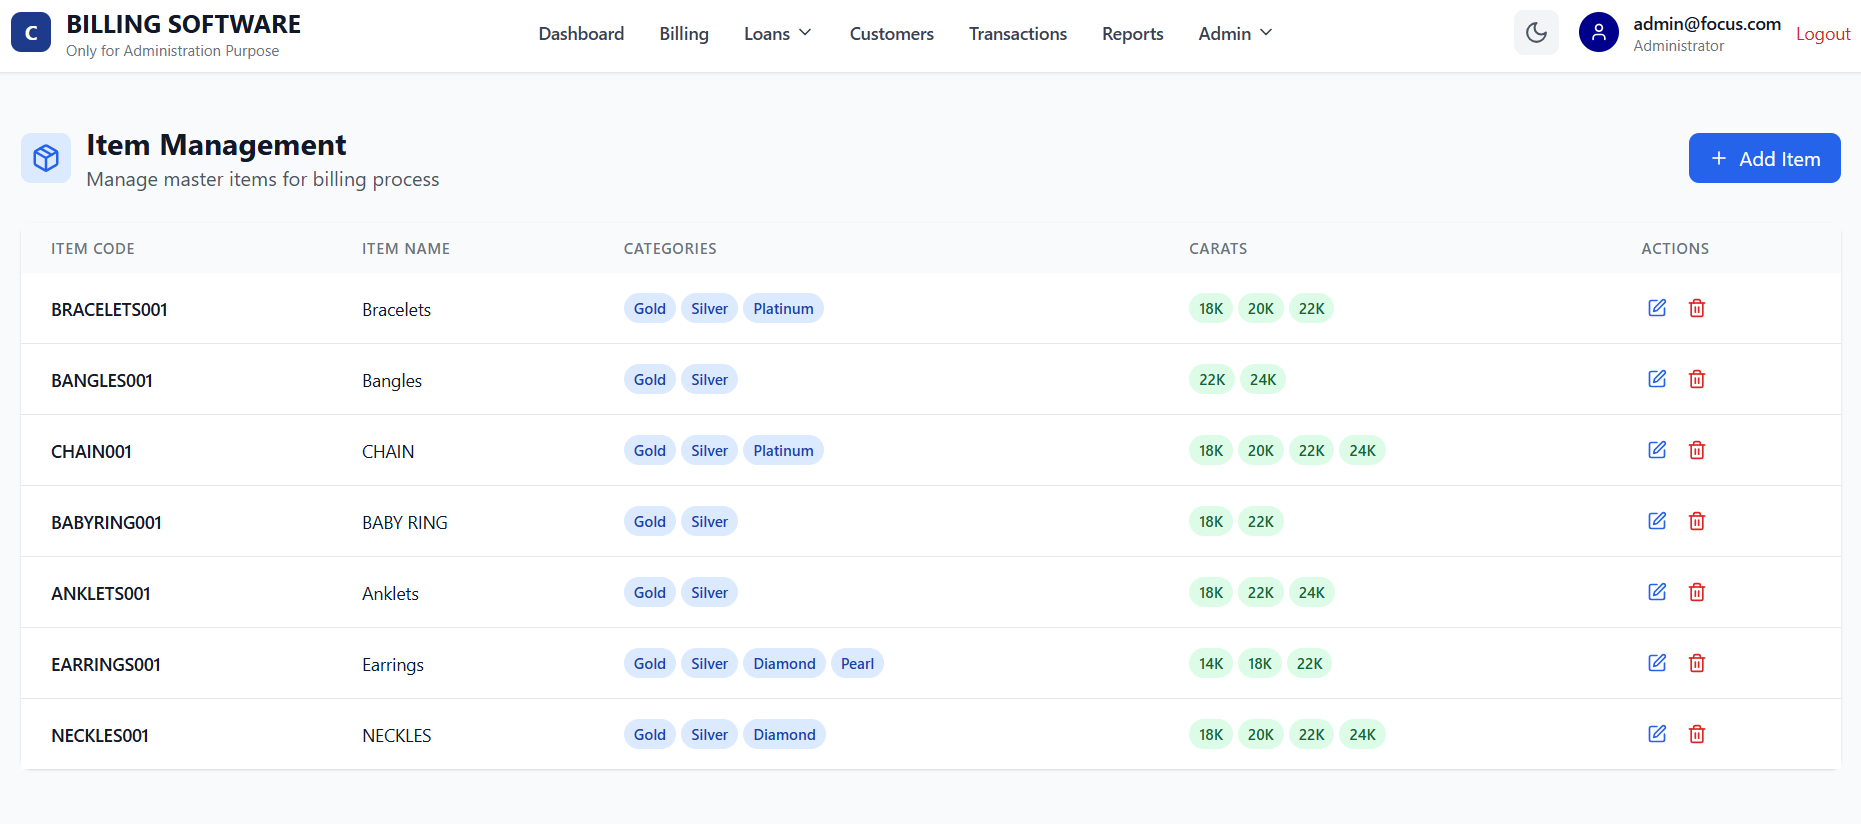 C
BILLING SOFTWARE
Only for Administration Purpose
Dashboard Billing Loans Customers Transactions Reports Admin
admin@focus.com
Administrator
Logout
Item Management
Manage master items for billing process
+ Add Item
ITEM CODE ITEM NAME CATEGORIES CARATS ACTIONS
BRACELETS001 Bracelets Gold Silver Platinum 18K 20K 22K
BANGLES001 Bangles Gold Silver 22K 24K
CHAIN001 CHAIN Gold Silver Platinum 18K 20K 22K 24K
BABYRING001 BABY RING Gold Silver 18K 22K
ANKLETS001 Anklets Gold Silver 18K 22K 24K
EARRINGS001 Earrings Gold Silver Diamond Pearl 14K 18K 22K
NECKLES001 NECKLES Gold Silver Diamond 18K 20K 22K 24K